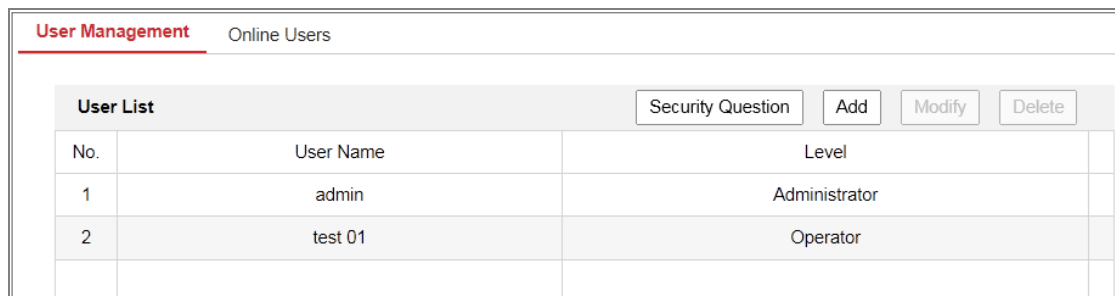 User Management Online Users
User List Security Question Add Modify Delete
No. User Name Level
1 admin Administrator
2 test 01 Operator